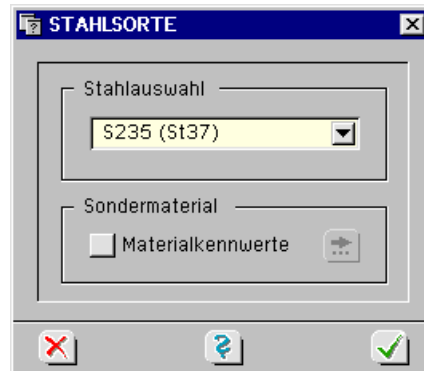 STAHLSORTE
Stahlauswahl
S235 (St37)
Sondermaterial
Materialkennwerte